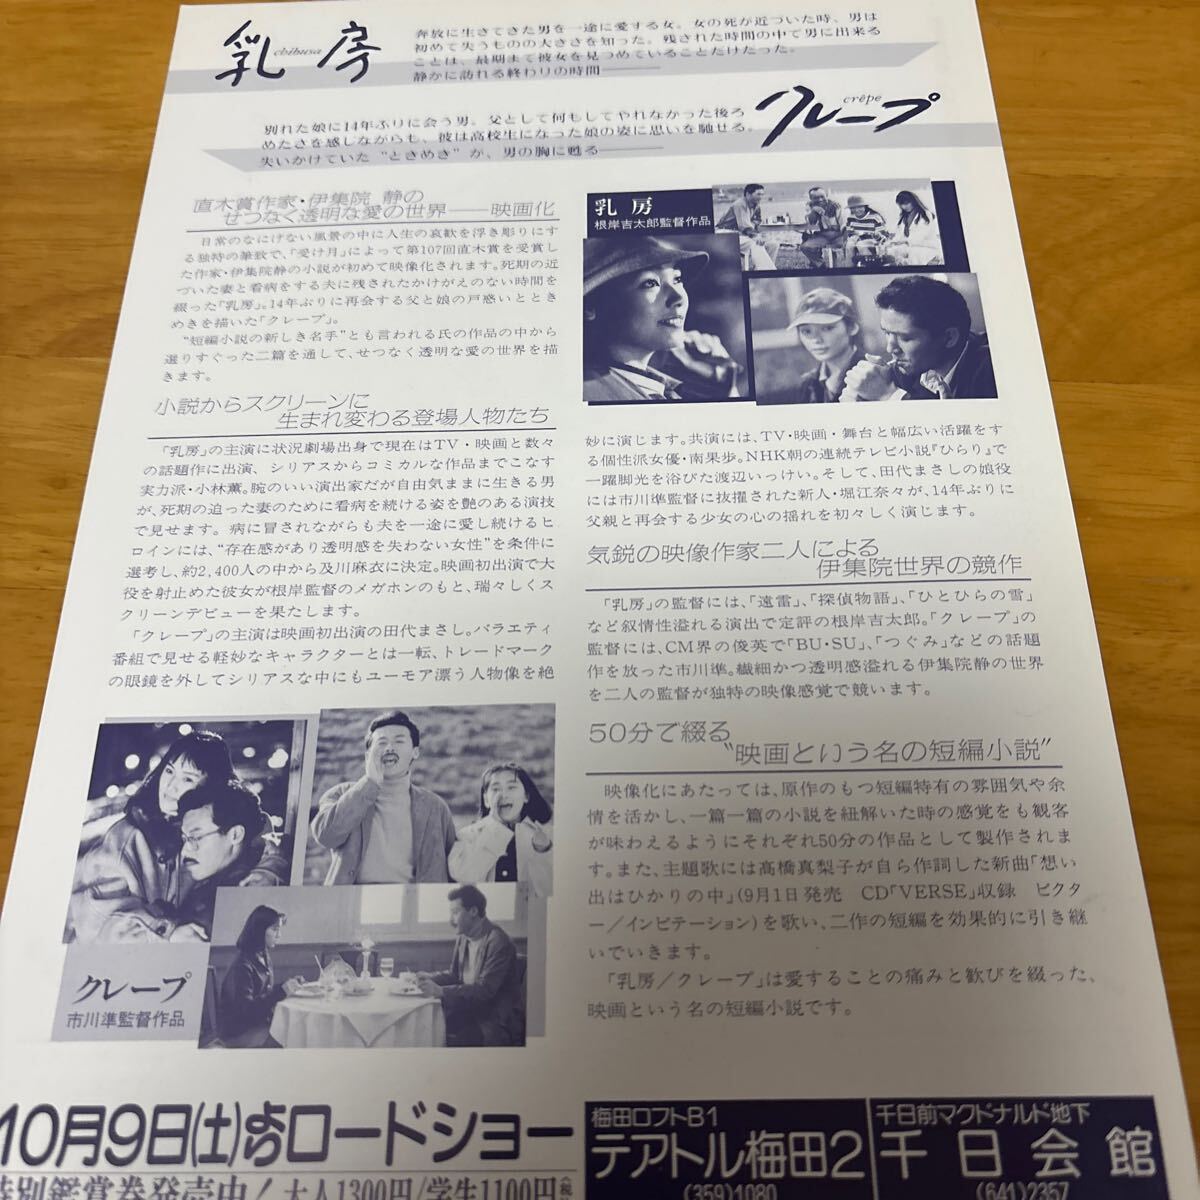 乳房
chibusa
奔放に生きてきた男を一途に愛する女。女の死が近づいた時、男は
初めて失うものの大きさを知った。残された時間の中で男に出来る
ことは、最期まで彼女を見つめていることだけだった。
静かに訪れる終わりの時間―――
クレープ
crêpe
別れた娘に14年ぶりに会う男。父として何もしてやれなかった後ろ
めたさを感しながらも、彼は高校生になった娘の姿に思いを馳せる。
失いかけていた“ときめき”が、男の胸に甦る―――
直木賞作家・伊集院 静の
せつなく透明な愛の世界――映画化
日常のなにげない風景の中に人生の哀歓を浮き彫りにす
る独特の筆致で、「受け月」によって第107回直木賞を受賞し
た作家・伊集院静の小説が初めて映像化されます。死期の近
づいた妻と看病をする夫に残されたかけがえのない時間を
綴った「乳房」。14年ぶりに再会する父と娘の戸惑いととき
めきを描いた「クレープ」。
“短編小説の新しき名手”とも言われる氏の作品の中から
選りすぐった二篇を通して、せつなく透明な愛の世界を描
きます。
小説からスクリーンに
生まれ変わる登場人物たち
「乳房」の主演に状況劇場出身で現在はTV・映画と数々
の話題作に出演、シリアスからコミカルな作品までこなす
実力派・小林薫。腕のいい演出家だが自由気ままに生きる男
が、死期の迫った妻のために看病を続ける姿を艶のある演技
で見せます。病に冒されながらも夫を一途に愛し続けるヒ
ロインには、“存在感があり透明感を失わない女性”を条件に
選考し、約2,400人の中から及川麻衣に決定。映画初出演で大
役を射止めた彼女が根岸監督のメガホンのもと、瑞々しくス
クリーンデビューを果たします。
「クレープ」の主演は映画初出演の田代まさし。バラエティ
番組で見せる軽妙なキャラクターとは一転、トレードマーク
の眼鏡を外してシリアスな中にもユーモア漂う人物像を絶
クレープ
市川準監督作品
乳房
根岸吉太郎監督作品
妙に演じます。共演には、TV・映画・舞台と幅広い活躍をす
る個性派女優・南果歩。NHK朝の連続テレビ小説『ひらり』で
一躍脚光を浴びた渡辺いっけい。そして、田代まさしの娘役
には市川準監督に抜擢された新人・堀江奈々が、14年ぶりに
父親と再会する少女の心の揺れを初々しく演じます。
気鋭の映像作家二人による
伊集院世界の競作
「乳房」の監督には、「遠雷」、「探偵物語」、「ひとひらの雪」
など叙情性溢れる演出で定評の根岸吉太郎。「クレープ」の
監督には、CM界の俊英で「BU・SU」、「つぐみ」などの話題
作を放った市川準。繊細かつ透明感溢れる伊集院静の世界
を二人の監督が独特の映像感覚で競います。
50分で綴る
“映画という名の短編小説”
映像化にあたっては、原作のもつ短編特有の雰囲気や余
情を活かし、一篇一篇の小説を紐解いた時の感覚をも観客
が味わえるようにそれぞれ50分の作品として製作されま
す。また、主題歌には高橋真梨子が自ら作詞した新曲「想い
出はひかりの中」(9月1日発売 CD「VERSE」収録 ビクタ
ー/インビテーション)を歌い、二作の短編を効果的に引き継
いでいきます。
「乳房/クレープ」は愛することの痛みと歓びを綴った、
映画という名の短編小説です。
10月9日(土)よりロードショー
特別鑑賞券発売中! 大人1300円/学生1100円
梅田ロフトB1
テアトル梅田2
(359)1080
千日前マクドナルド地下
千日会館
(641)2357